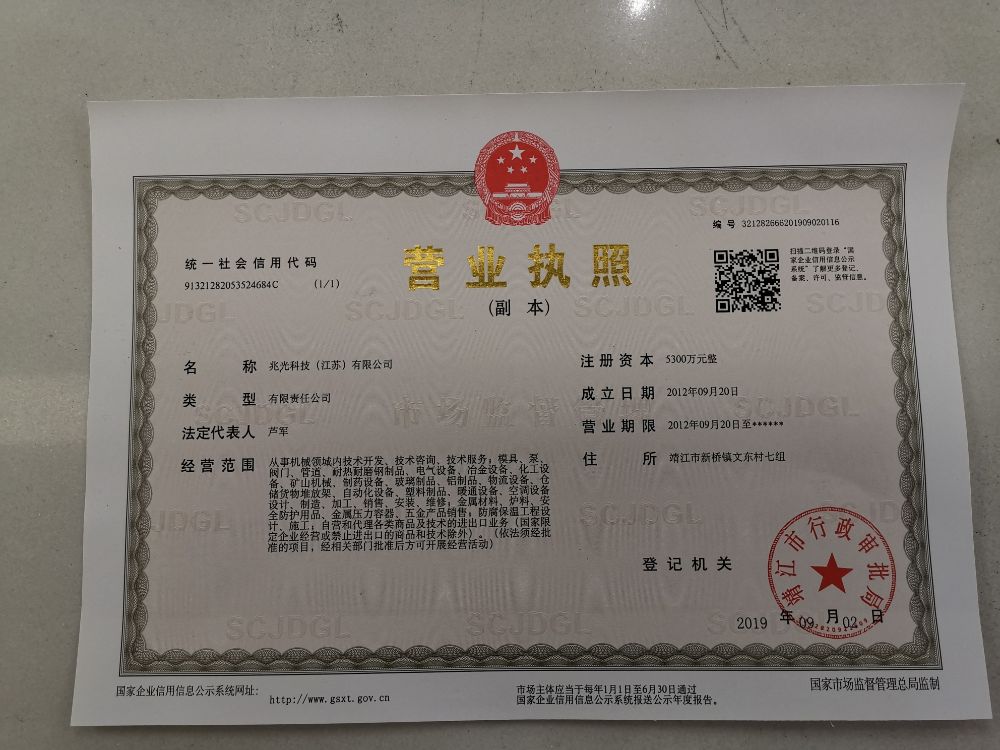 编 号 321282666201909020116
统一社会信用代码
91321282053524684C (1/1)
营业执照
(副 本)
扫描二维码登录“国
家企业信用信息公示
系统”了解更多登记、
备案、许可、监管信息。
名 称 兆光科技（江苏）有限公司
类 型 有限责任公司
法定代表人 芦军
经营范围 从事机械领域内技术开发、技术咨询、技术服务；模具、泵、
阀门、管道、耐热耐磨钢制品、电气设备、冶金设备、化工设
备、矿山机械、制药设备、玻璃制品、铝制品、物流设备、仓
储货物堆放架、自动化设备、塑料制品、暖通设备、空调设备
设计、制造、加工、销售、安装、维修；金属材料、炉料、安
全防护用品、金属压力容器、五金产品销售；防腐保温工程设
计、施工；自营和代理各类商品及技术的进出口业务（国家限
定企业经营或禁止进出口的商品和技术除外）。（依法须经批
准的项目，经相关部门批准后方可开展经营活动）
注册资本 5300万元整
成立日期 2012年09月20日
营业期限 2012年09月20日至******
住 所 靖江市新桥镇文东村七组
登记机关
靖江市行政审批局
2019 年 09 月 02 日
国家企业信用信息公示系统网址：
http://www.gsxt.gov.cn
市场主体应当于每年1月1日至6月30日通过
国家企业信用信息公示系统报送公示年度报告。
国家市场监督管理总局监制